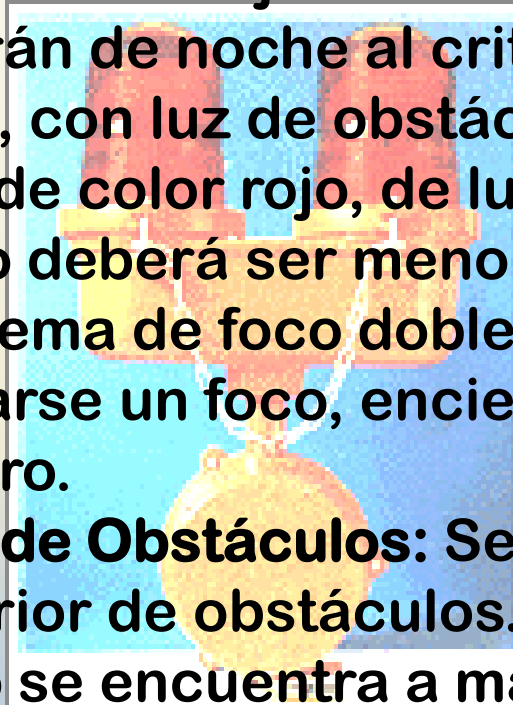 rán de noche al crit
, con luz de obstác
de color rojo, de lu
o deberá ser meno
ema de foco doble
arse un foco, encie
ro.
de Obstáculos: Se
rior de obstáculos.
o se encuentra a ma